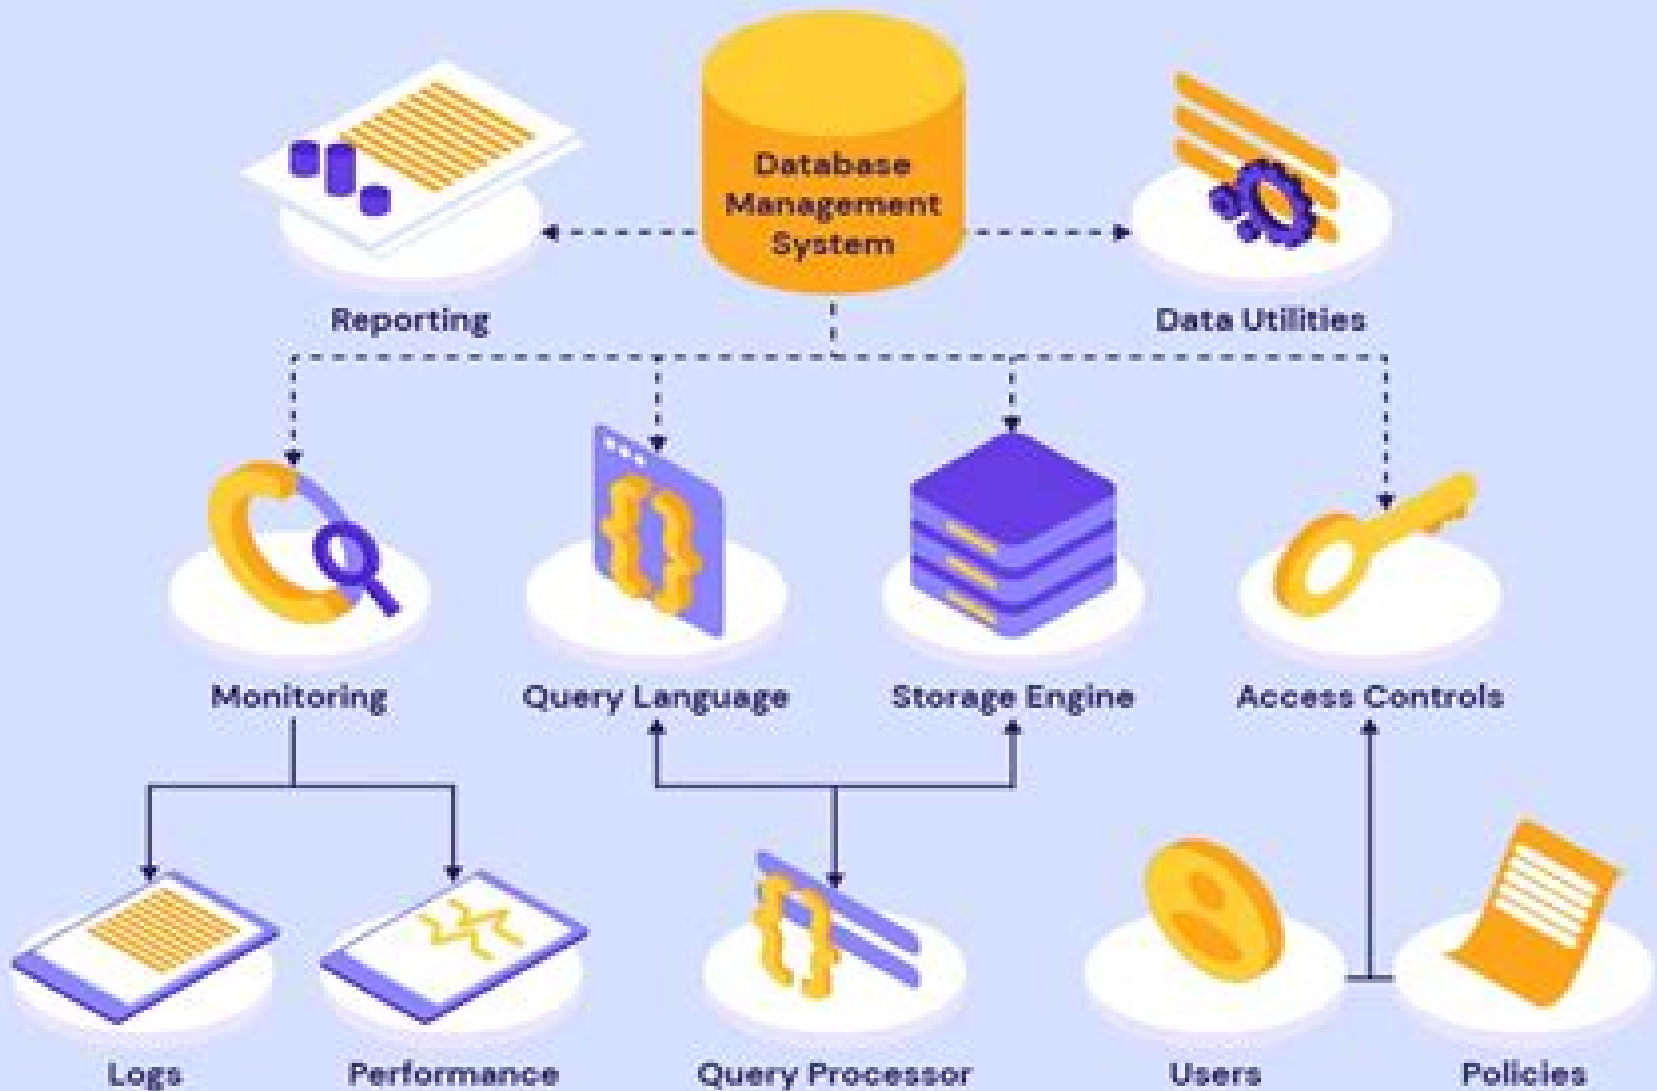 Database
Management
System
Reporting
Data Utilities
Monitoring
Query Language
Storage Engine
Access Controls
Logs
Performance
Query Processor
Users
Policies